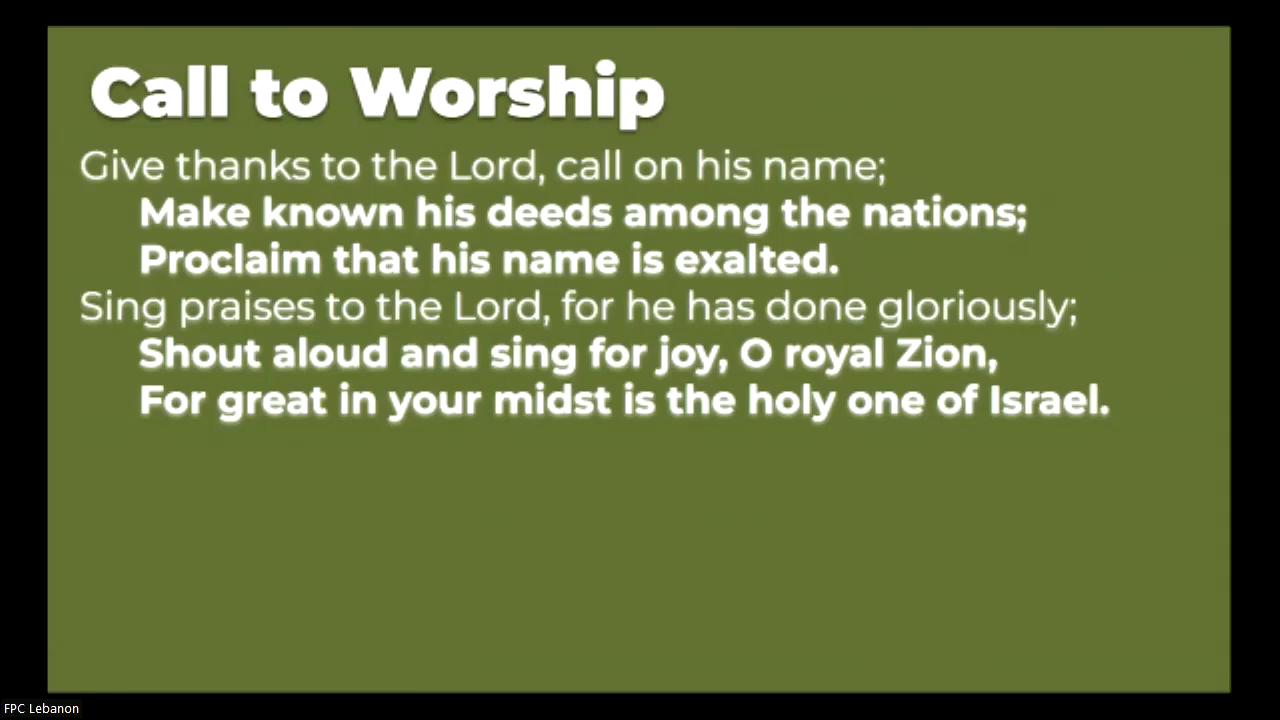 Call to Worship
Give thanks to the Lord, call on his name;
Make known his deeds among the nations;
Proclaim that his name is exalted.
Sing praises to the Lord, for he has done gloriously;
Shout aloud and sing for joy, O royal Zion,
For great in your midst is the holy one of Israel.
FPC Lebanon